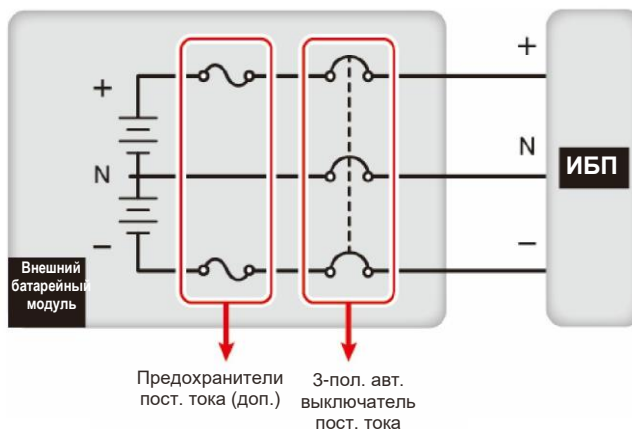 +
+
N
N
ИБП
−
−
Внешний
батарейный
модуль
Предохранители
пост. тока (доп.)
3-пол. авт.
выключатель
пост. тока